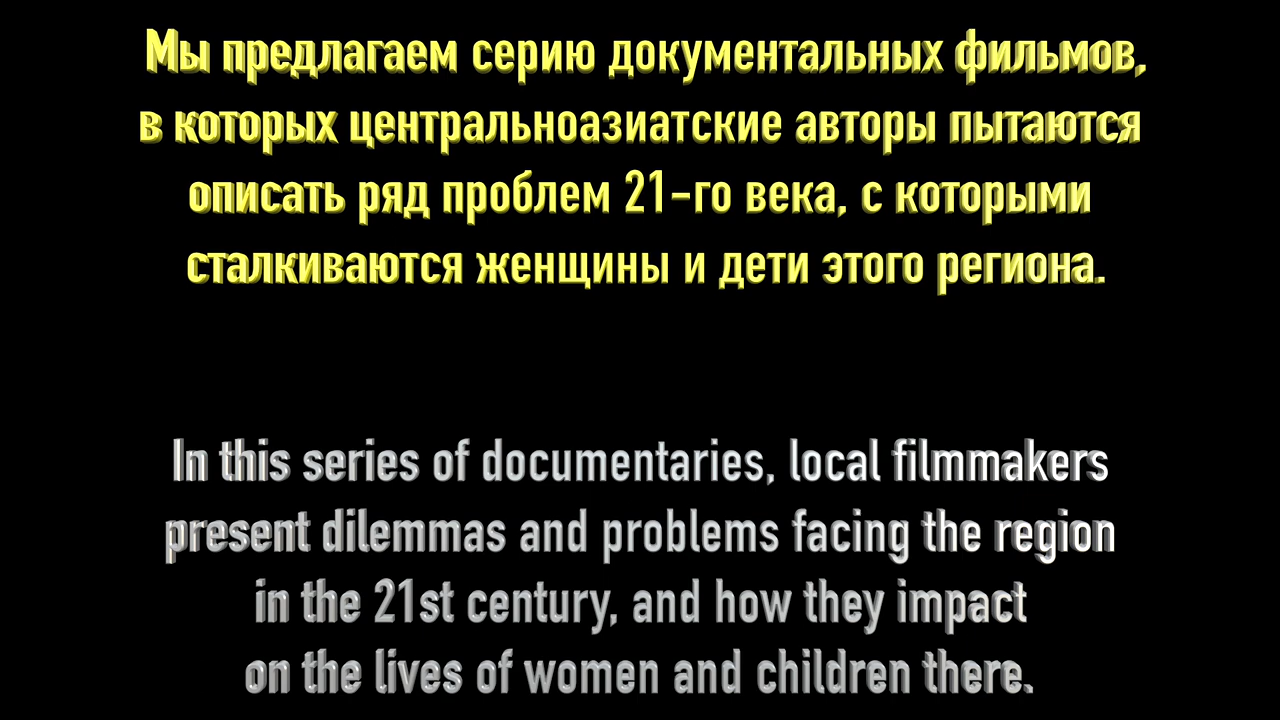 Мы предлагаем серию документальных фильмов,
в которых центральноазиатские авторы пытаются
описать ряд проблем 21-го века, с которыми
сталкиваются женщины и дети этого региона.
In this series of documentaries, local filmmakers
present dilemmas and problems facing the region
in the 21st century, and how they impact
on the lives of women and children there.